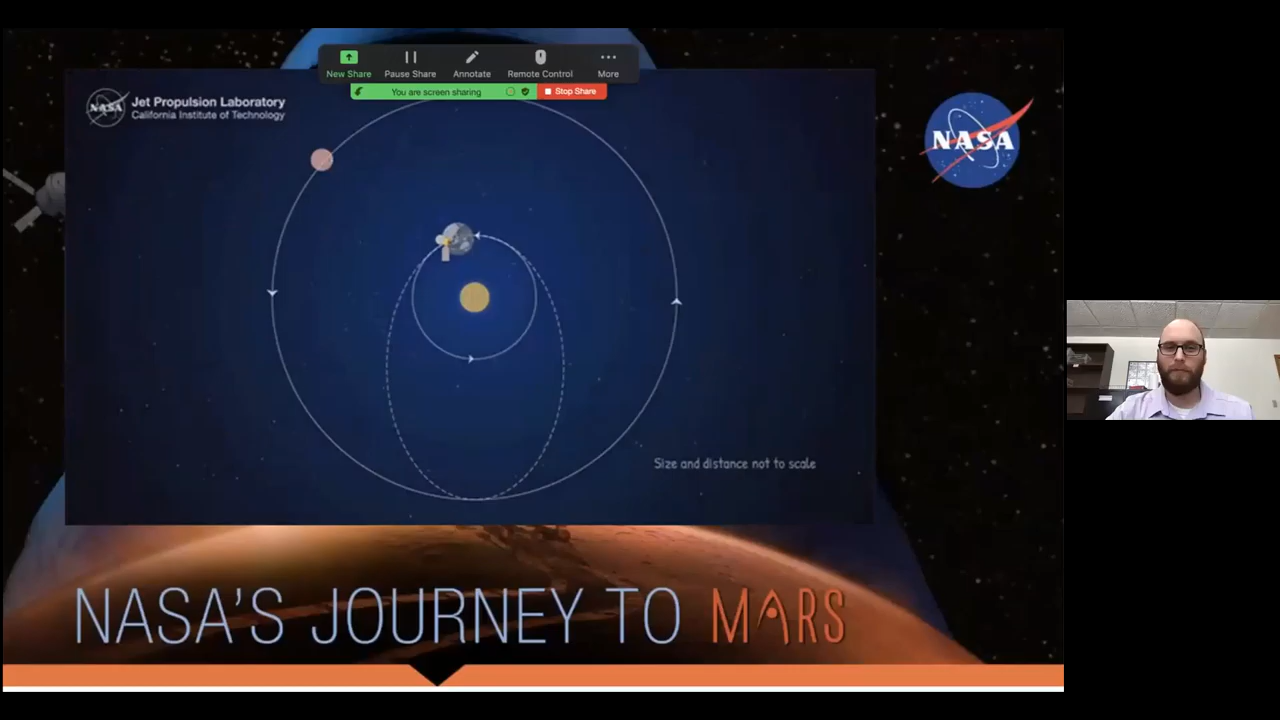 New Share
Pause Share
Annotate
Remote Control
More
You are screen sharing
Stop Share
NASA
Jet Propulsion Laboratory
California Institute of Technology
NASA
Size and distance not to scale
NASA'S JOURNEY TO MARS